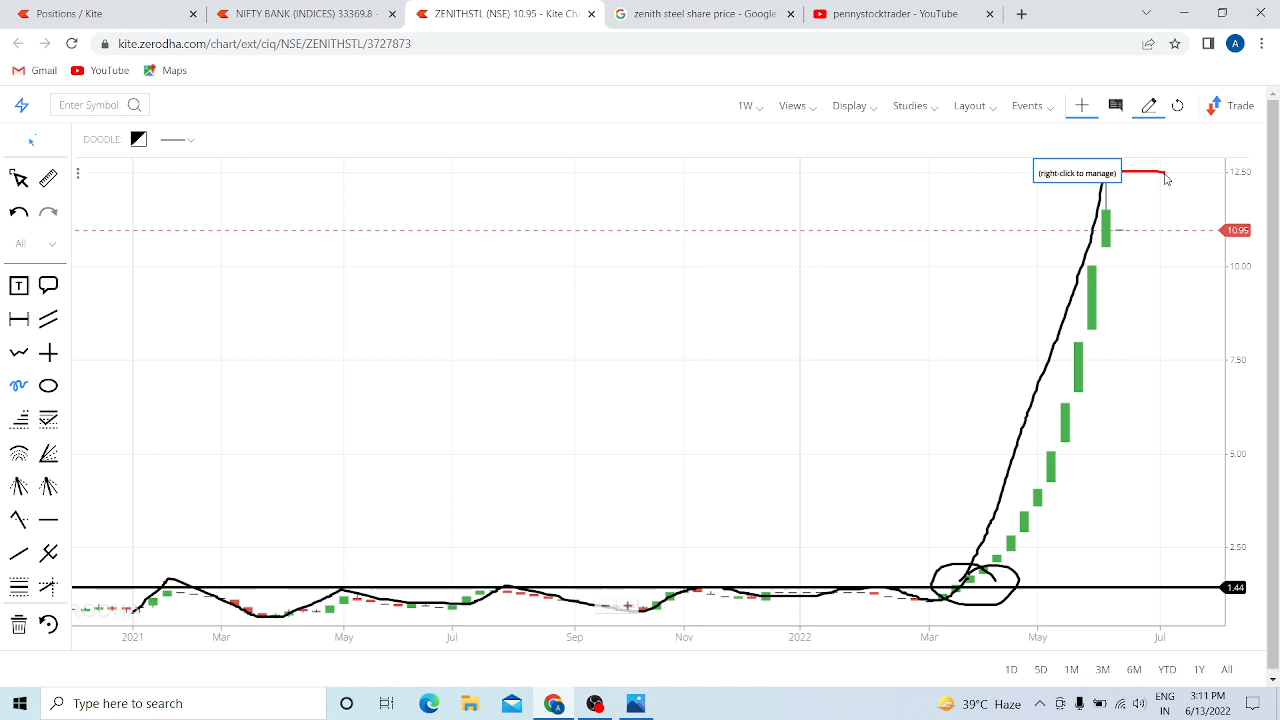 Positions / Kite
NIFTY BANK (INDICES) 33369.8 -
ZENITHSTL (NSE) 10.95 - Kite Ch
zenith steel share price - Google
pennystocktrader - YouTube
kite.zerodha.com/chart/ext/ciq/NSE/ZENITHSTL/3727873
A
Gmail
YouTube
Maps
Enter Symbol
1W
Views
Display
Studies
Layout
Events
Trade
DOODLE:
(right-click to manage)
All
T
12.50
10.95
10.00
7.50
5.00
2.50
1.44
2021
Mar
May
Jul
Sep
Nov
2022
Mar
May
Jul
1D
5D
1M
3M
6M
YTD
1Y
All
Type here to search
39°C Haze
ENG
IN
3:11 PM
6/13/2022